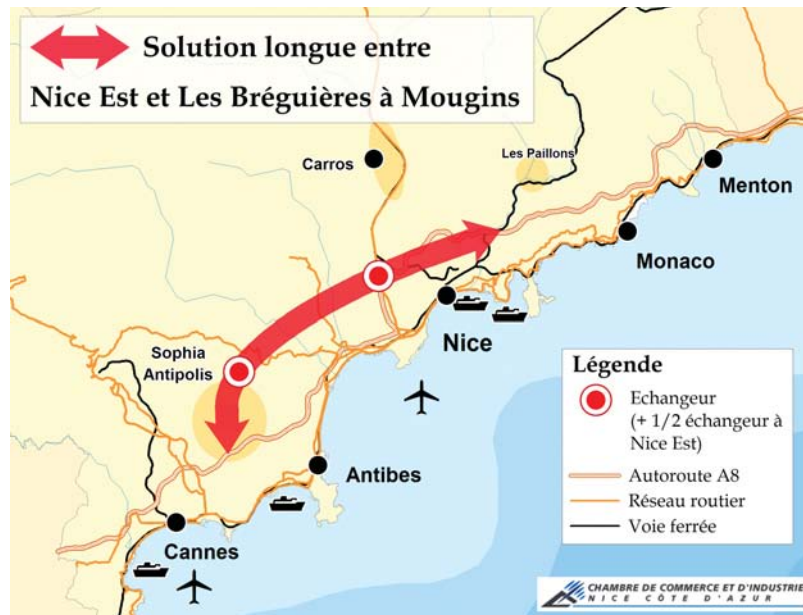 Solution longue entre
Nice Est et Les Bréguières à Mougins
Carros
Les Paillons
Menton
Monaco
Nice
Sophia
Antipolis
Antibes
Cannes
Légende
Echangeur
(+ 1/2 échangeur à
Nice Est)
Autoroute A8
Réseau routier
Voie ferrée
CHAMBRE DE COMMERCE ET D'INDUSTRIE
NICE CÔTE D'AZUR